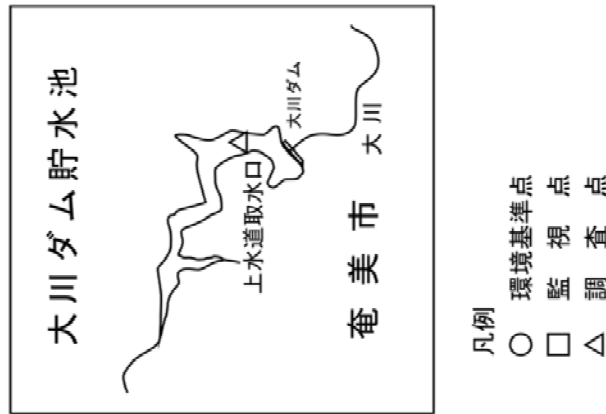 大川ダム貯水池
上水道取水口
大川ダム
大川
奄美市
凡例
○ 環境基準点
□ 監視点
△ 調査点